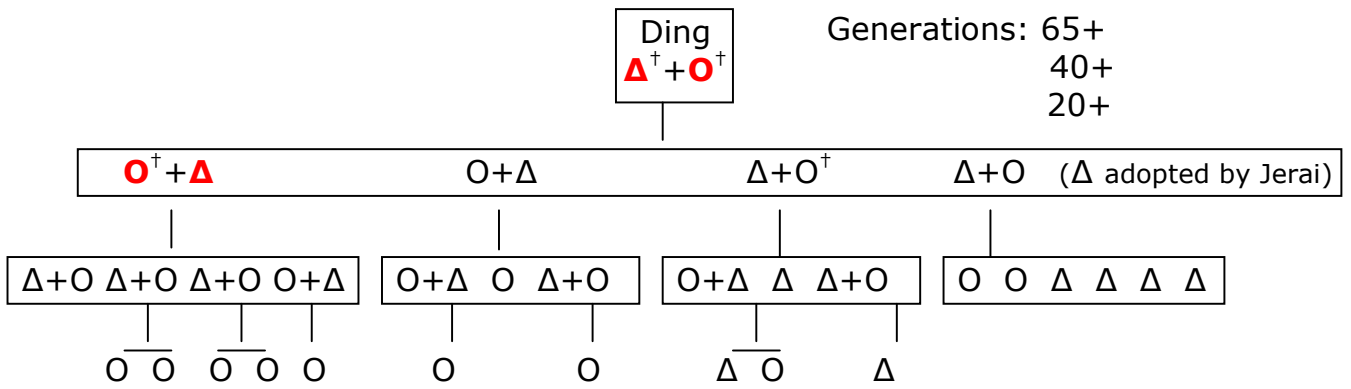 Ding
Δ†+O†
Generations: 65+
40+
20+
O†+Δ O+Δ Δ+O† Δ+O (Δ adopted by Jerai)
Δ+O Δ+O Δ+O O+Δ O+Δ O Δ+O O+Δ Δ Δ+O O O Δ Δ Δ Δ
O O O O O O O Δ O Δ